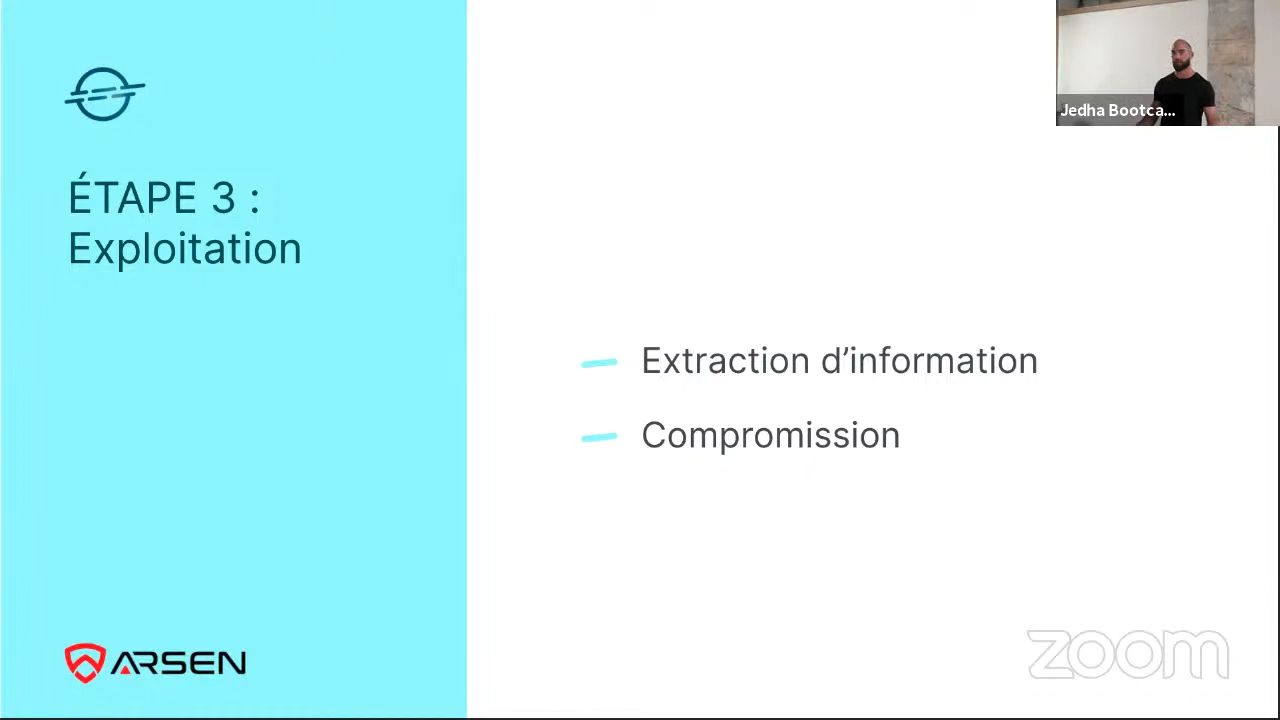 Jedha Bootca...
ÉTAPE 3 :
Exploitation
Extraction d’information
Compromission
ARSEN
zoom